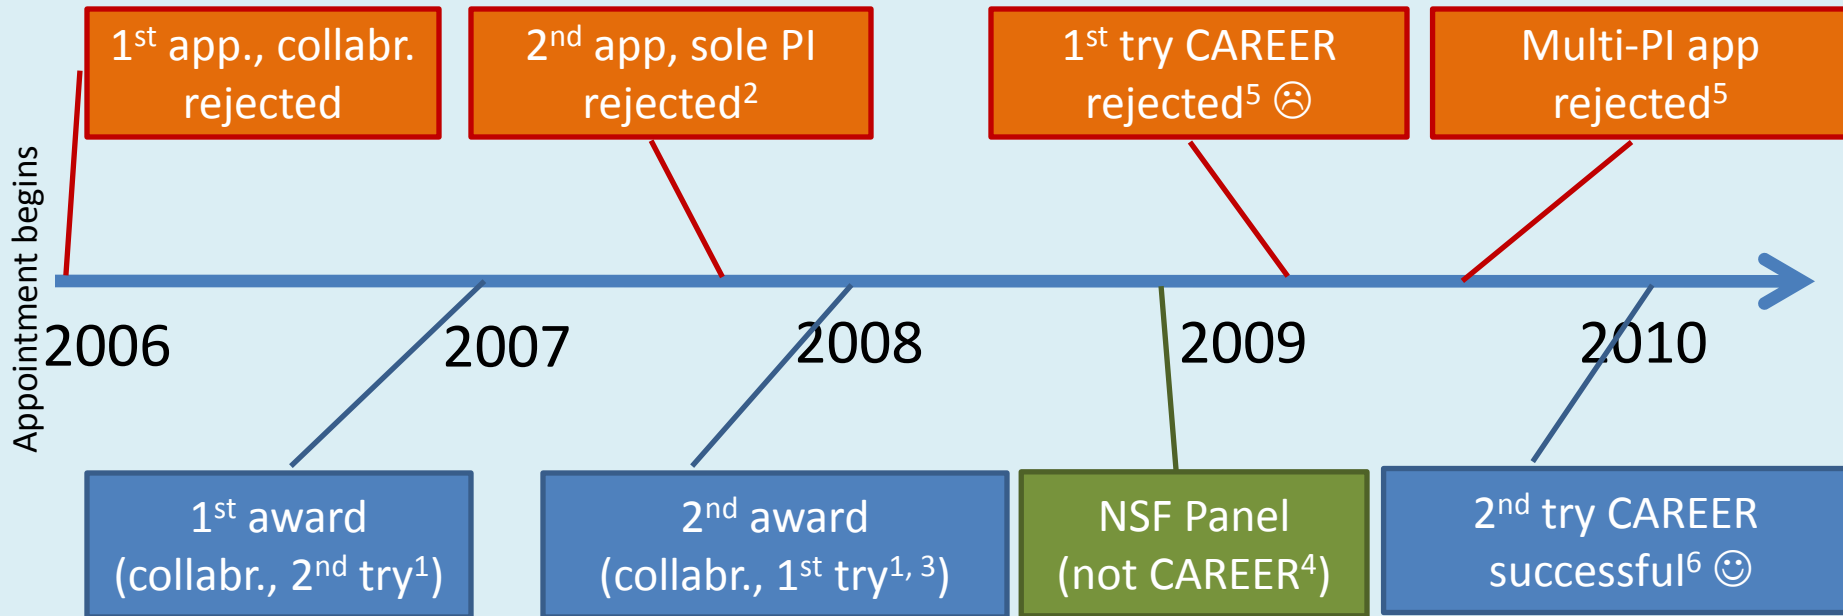 1st app., collabr.
rejected
2nd app, sole PI
rejected2
1st try CAREER
rejected5 ☹
Multi-PI app
rejected5
Appointment begins
2006
2007
2008
2009
2010
1st award
(collabr., 2nd try1)
2nd award
(collabr., 1st try1, 3)
NSF Panel
(not CAREER4)
2nd try CAREER
successful6 ☺